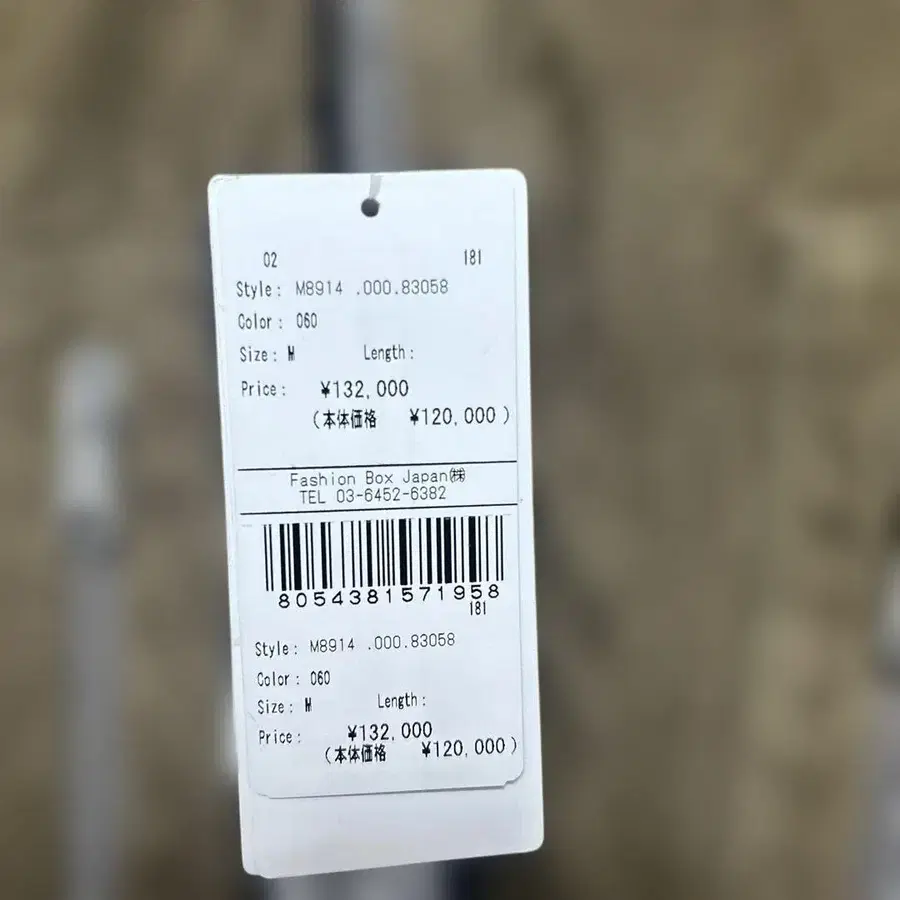 02 181
Style: M8914 .000.83058
Color: 060
Size: M Length:
Price: ¥132,000
(本体価格 ¥120,000)
Fashion Box Japan㈱
TEL 03-6452-6382
8054381571958
181
Style: M8914 .000.83058
Color: 060
Size: M Length:
Price: ¥132,000
(本体価格 ¥120,000)